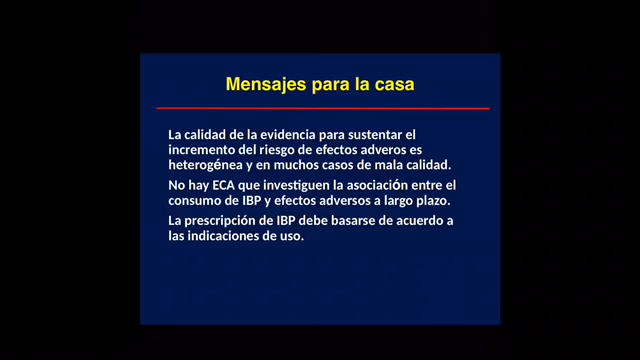 Mensajes para la casa
La calidad de la evidencia para sustentar el
incremento del riesgo de efectos adveros es
heterogénea y en muchos casos de mala calidad.
No hay ECA que investiguen la asociación entre el
consumo de IBP y efectos adversos a largo plazo.
La prescripción de IBP debe basarse de acuerdo a
las indicaciones de uso.